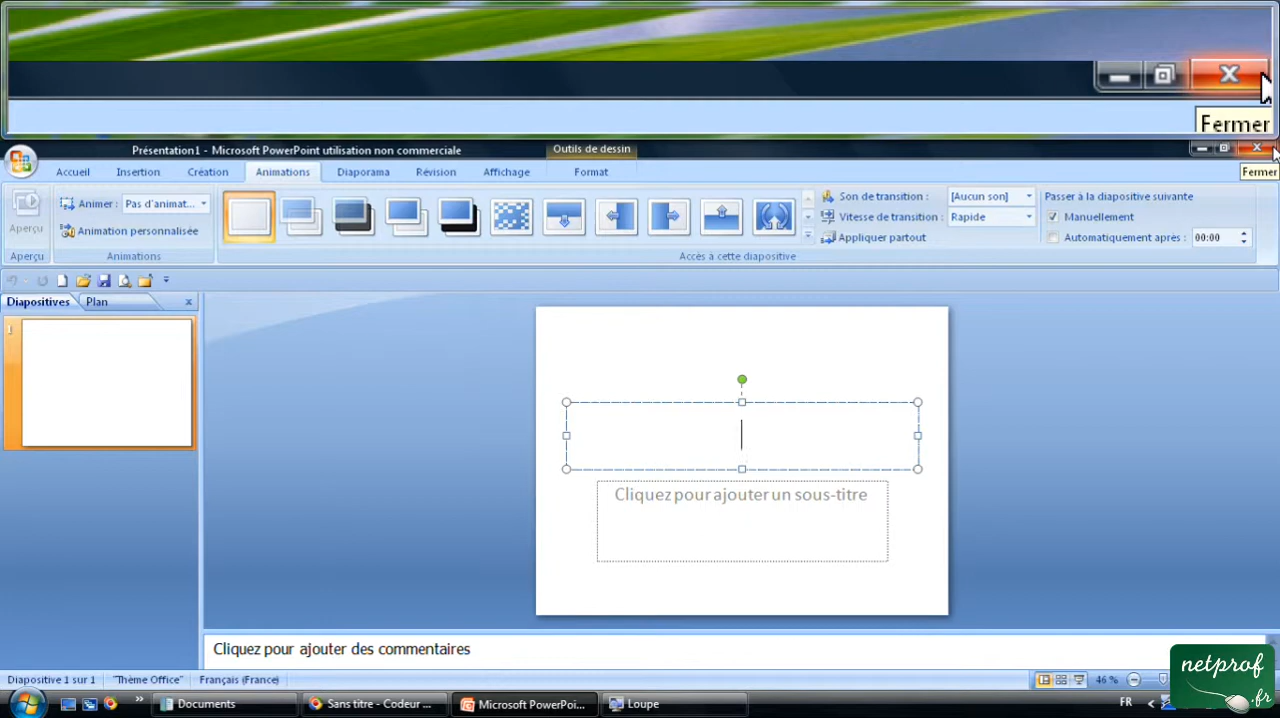 Fermer
Présentation1 - Microsoft PowerPoint utilisation non commerciale
Outils de dessin
Fermer
Accueil Insertion Création Animations Diaporama Révision Affichage Format
Aperçu
Animer : Pas d'animat...
Animation personnalisée
Son de transition : [Aucun son]
Vitesse de transition : Rapide
Appliquer partout
Passer à la diapositive suivante
Manuellement
Automatiquement après : 00:00
Aperçu Animations Accès à cette diapositive
Diapositives Plan
1
Cliquez pour ajouter un sous-titre
Cliquez pour ajouter des commentaires
Diapositive 1 sur 1 "Thème Office" Français (France) 46 %
Documents Sans titre - Codeur ... Microsoft PowerPoi... Loupe FR
netprof
.fr